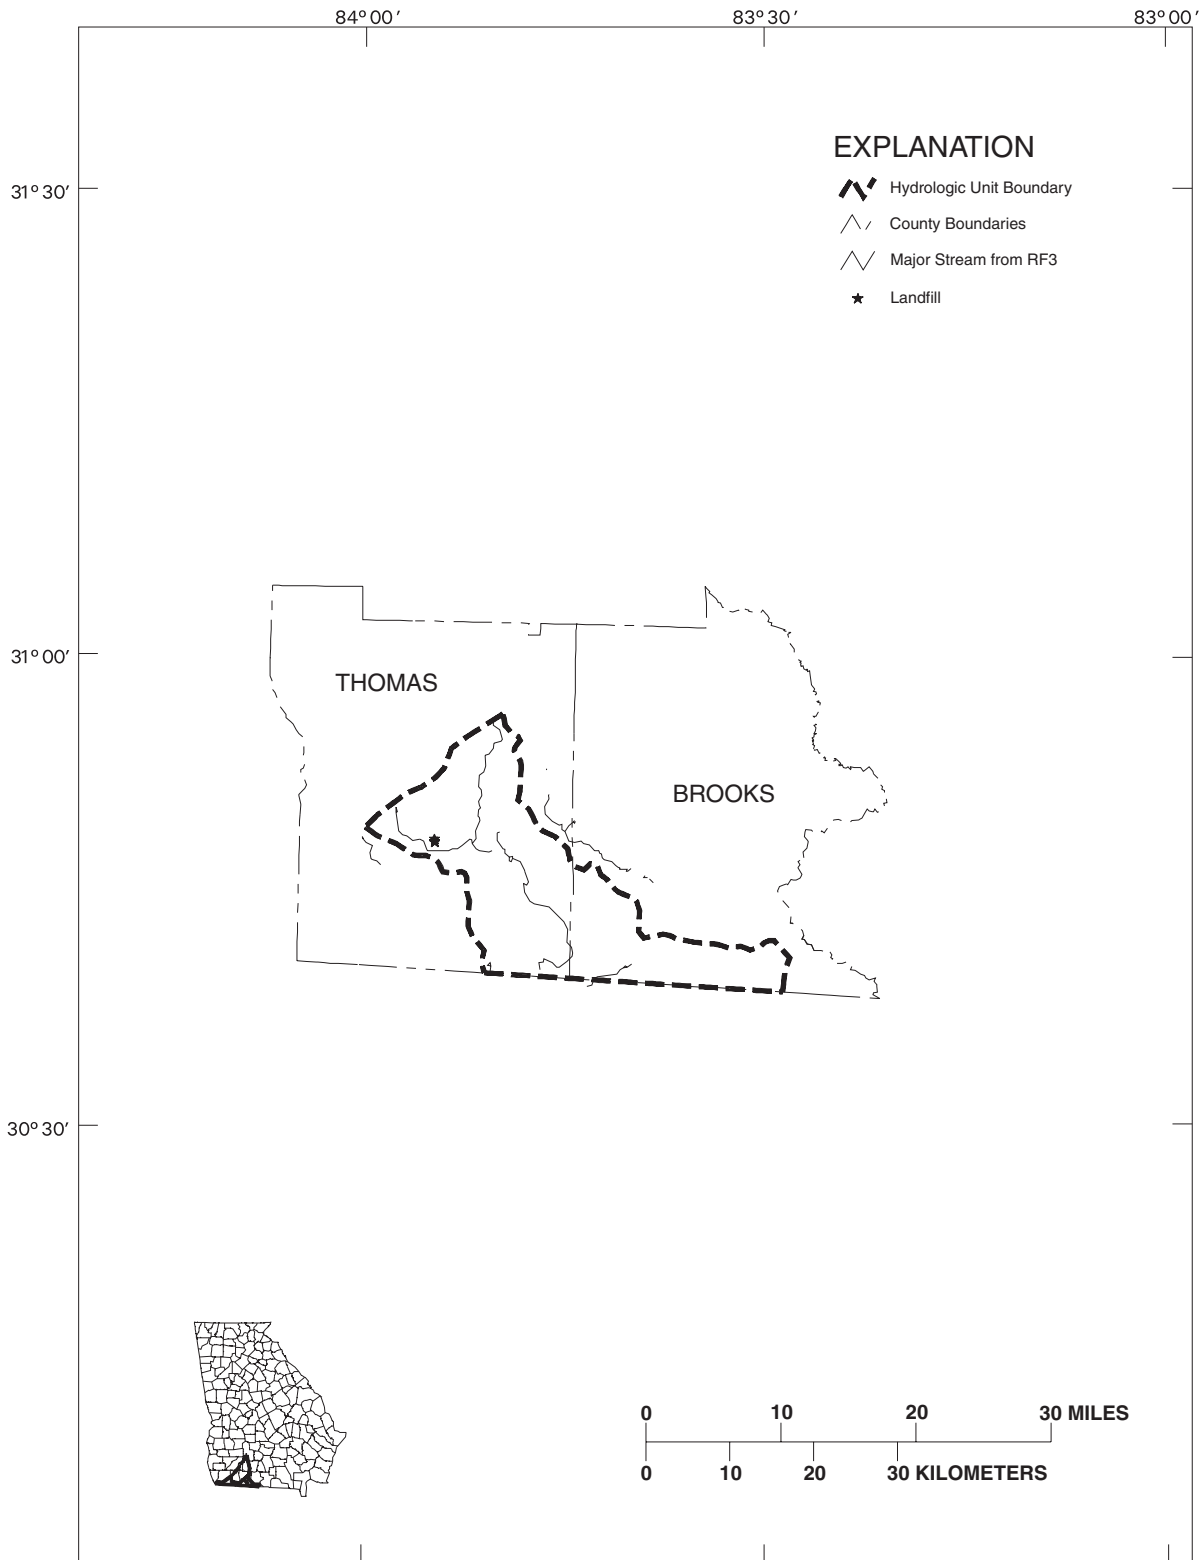 84° 00′ 83° 30′ 83° 00′
EXPLANATION
31° 30′
Hydrologic Unit Boundary
County Boundaries
Major Stream from RF3
Landfill
31° 00′
THOMAS
BROOKS
30° 30′
0 10 20 30 MILES
0 10 20 30 KILOMETERS